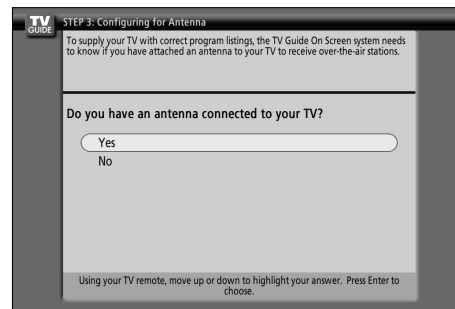 TV
GUIDE
STEP 3: Configuring for Antenna
To supply your TV with correct program listings, the TV Guide On Screen system needs
to know if you have attached an antenna to your TV to receive over-the-air stations.
Do you have an antenna connected to your TV?
Yes
No
Using your TV remote, move up or down to highlight your answer. Press Enter to
choose.